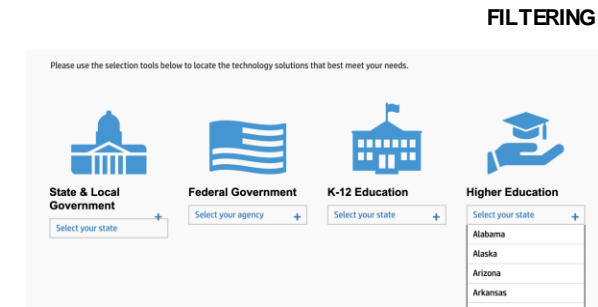 FILTERING
Please use the selection tools below to locate the technology solutions that best meet your needs.
State & Local
Government
Select your state +
Federal Government
Select your agency +
K-12 Education
Select your state +
Higher Education
Select your state +
Alabama
Alaska
Arizona
Arkansas